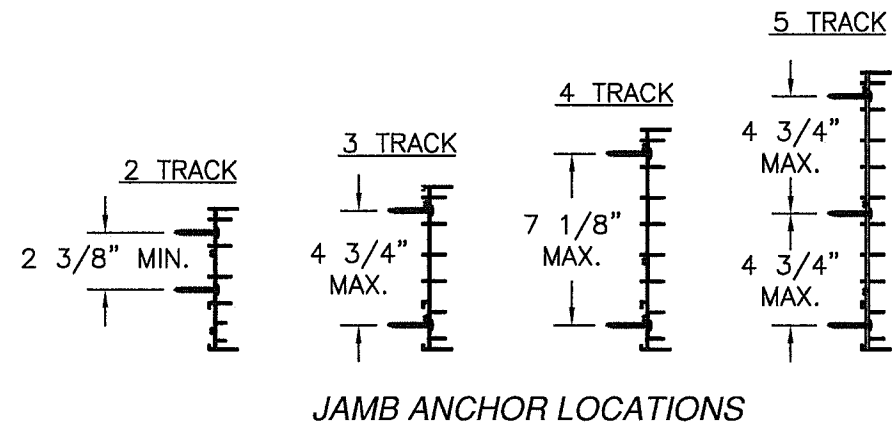 2 TRACK
2 3/8" MIN.
3 TRACK
4 3/4"
MAX.
4 TRACK
7 1/8"
MAX.
5 TRACK
4 3/4"
MAX.
4 3/4"
MAX.
JAMB ANCHOR LOCATIONS